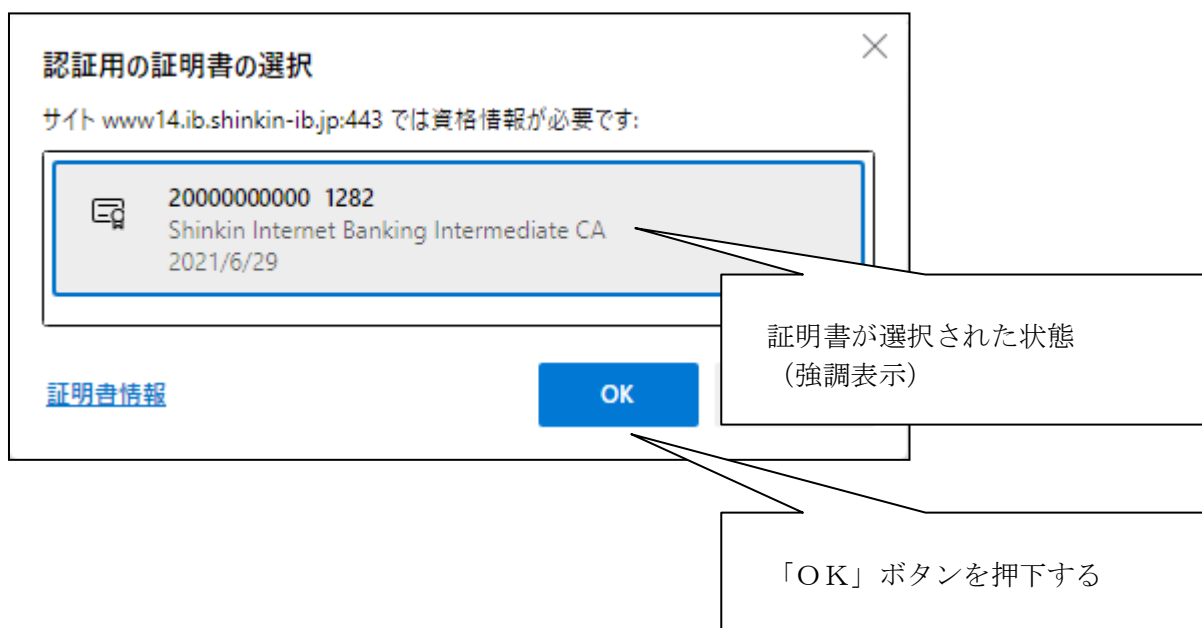 認証用の証明書の選択
サイト www14.ib.shinkin-ib.jp:443 では資格情報が必要です:
20000000000 1282
Shinkin Internet Banking Intermediate CA
2021/6/29
証明書が選択された状態
（強調表示）
証明書情報
OK
「ＯＫ」ボタンを押下する